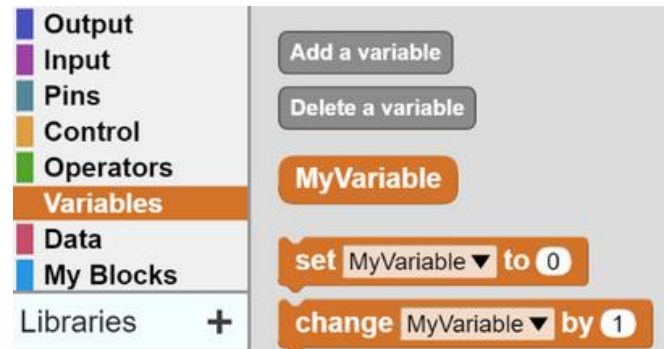 Output
Input
Pins
Control
Operators
Variables
Data
My Blocks
Libraries +
Add a variable
Delete a variable
MyVariable
set MyVariable ▼ to 0
change MyVariable ▼ by 1